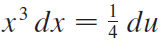 x³ dx = ¼ du